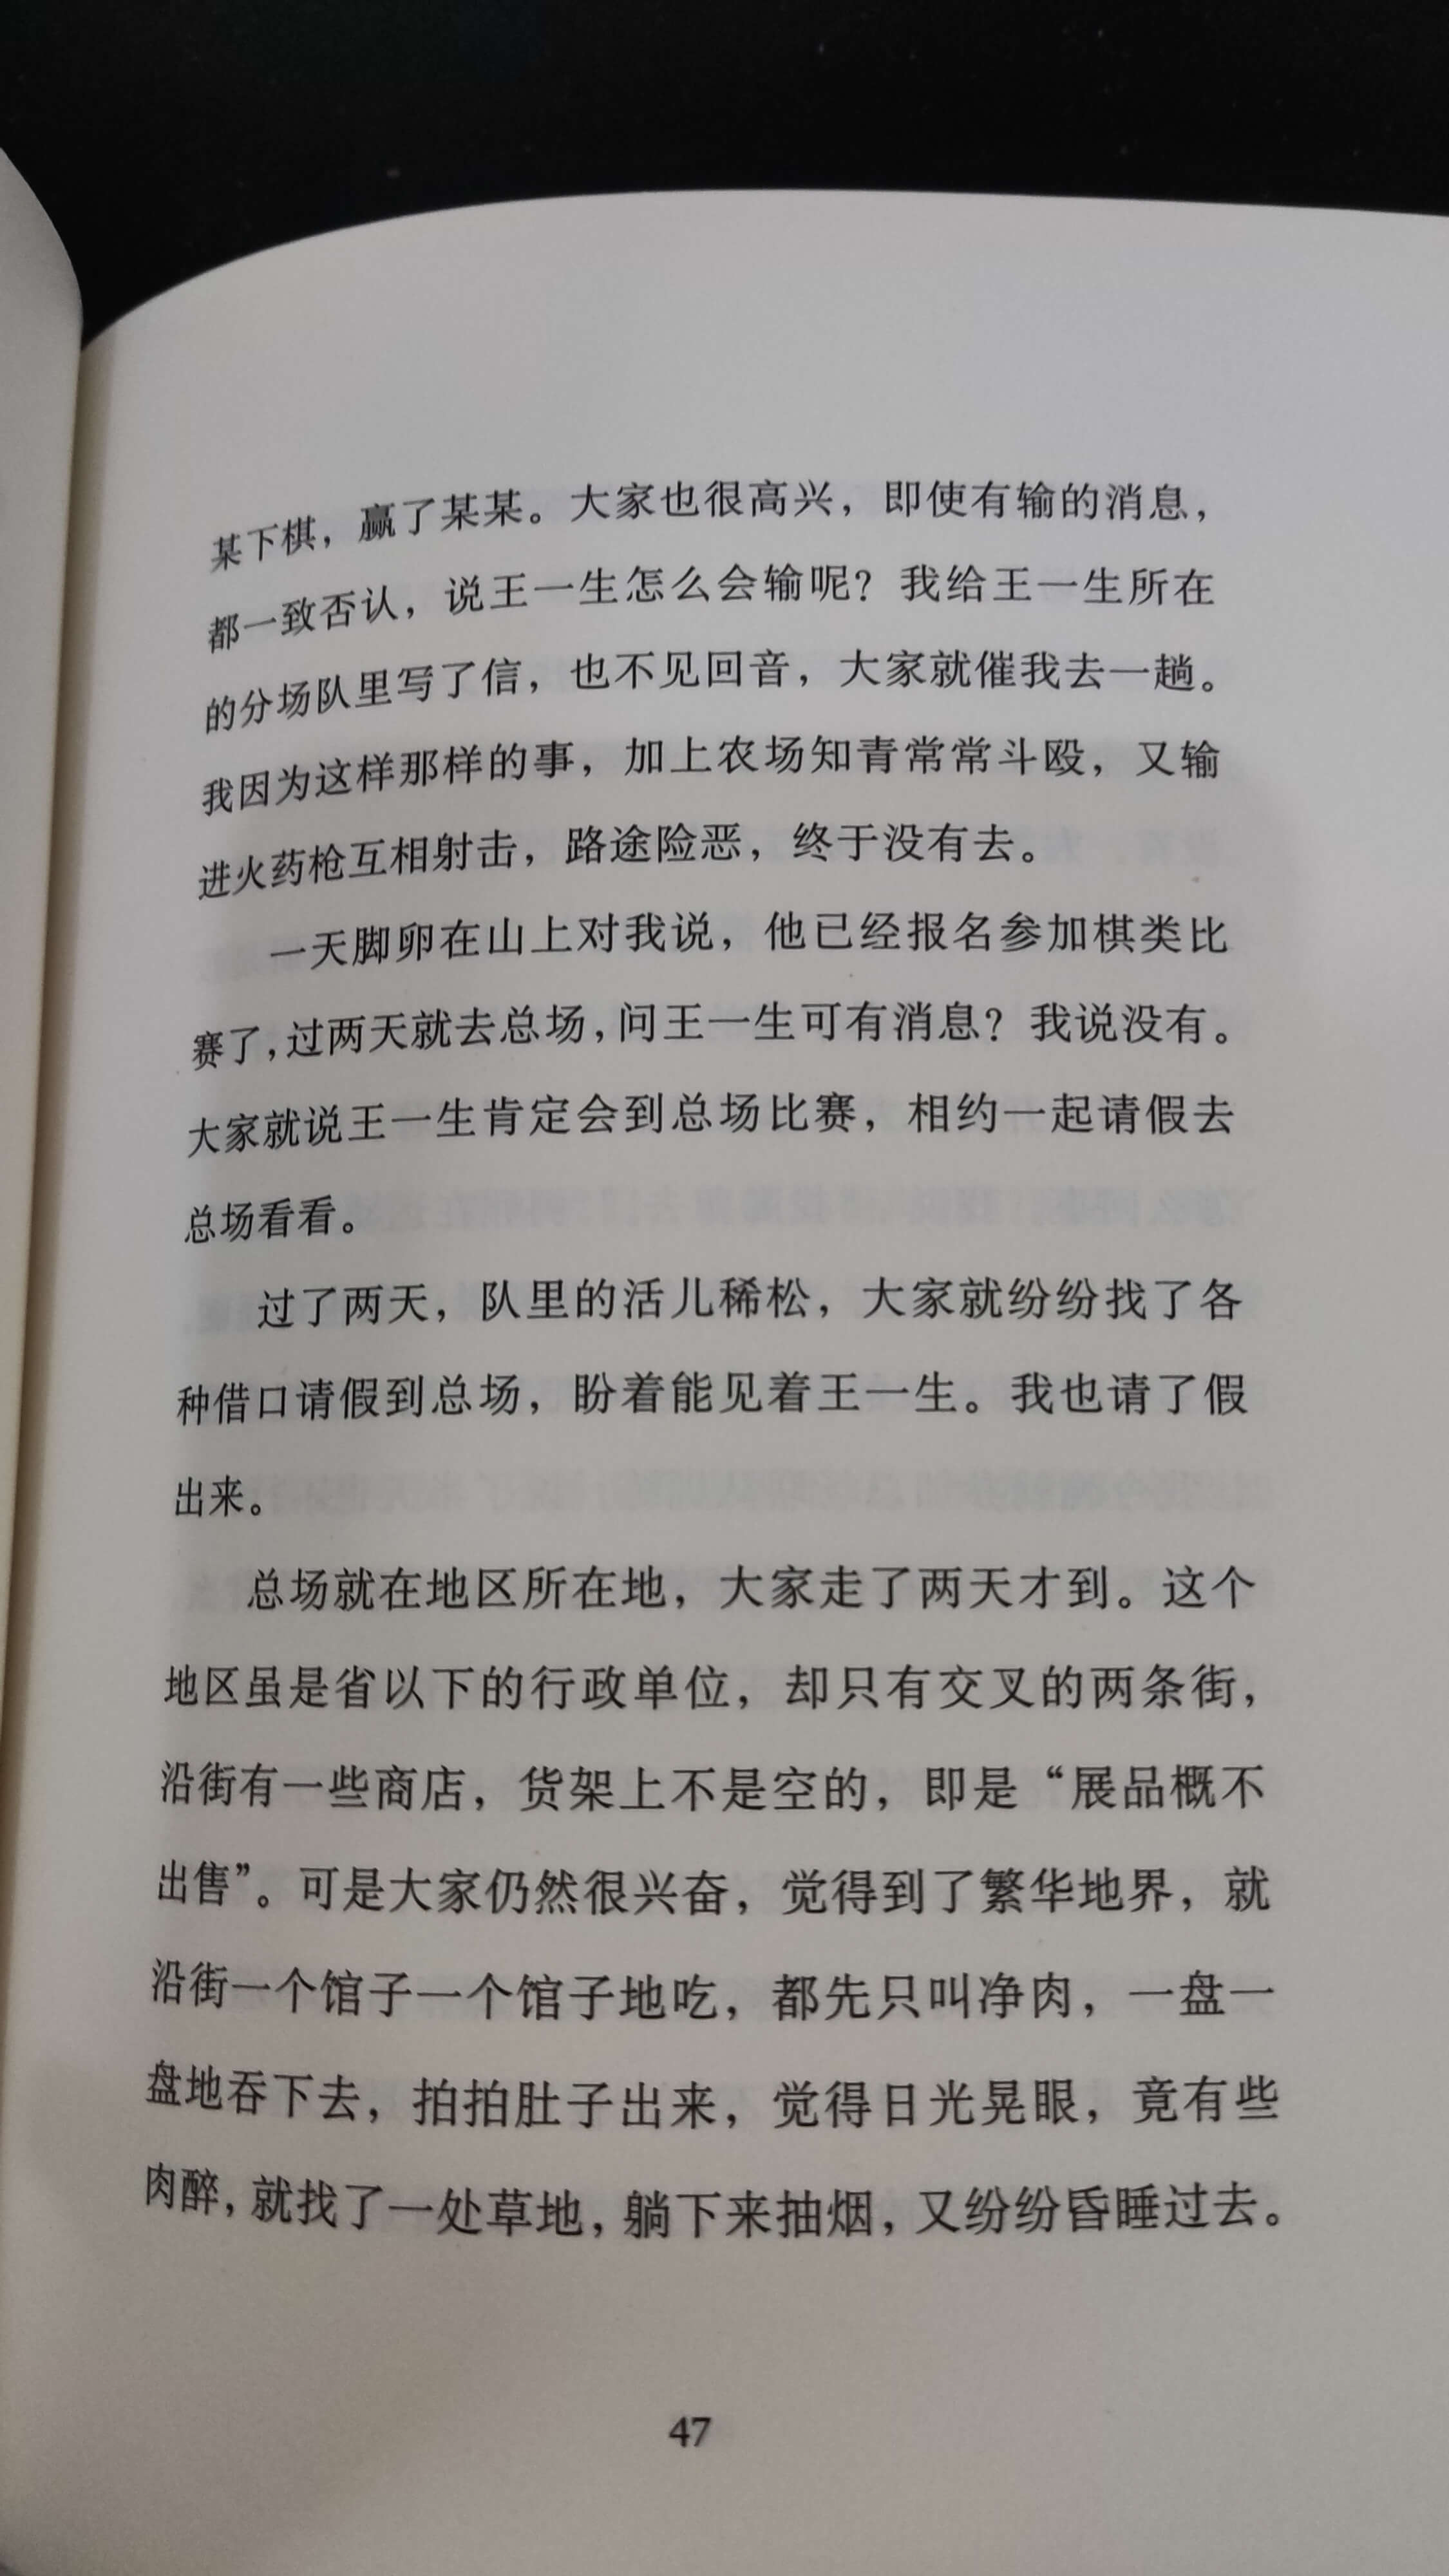 某下棋，赢了某某。大家也很高兴，即使有输的消息，
都一致否认，说王一生怎么会输呢？我给王一生所在
的分场队里写了信，也不见回音，大家就催我去一趟。
我因为这样那样的事，加上农场知青常常斗殴，又输
进火药枪互相射击，路途险恶，终于没有去。
一天脚卵在山上对我说，他已经报名参加棋类比
赛了，过两天就去总场，问王一生可有消息？我说没有。
大家就说王一生肯定会到总场比赛，相约一起请假去
总场看看。
过了两天，队里的活儿稀松，大家就纷纷找了各
种借口请假到总场，盼着能见着王一生。我也请了假
出来。
总场就在地区所在地，大家走了两天才到。这个
地区虽是省以下的行政单位，却只有交叉的两条街，
沿街有一些商店，货架上不是空的，即是“展品概不
出售”。可是大家仍然很兴奋，觉得到了繁华地界，就
沿街一个馆子一个馆子地吃，都先只叫净肉，一盘一
盘地吞下去，拍拍肚子出来，觉得日光晃眼，竟有些
肉醉，就找了一处草地，躺下来抽烟，又纷纷昏睡过去。
47